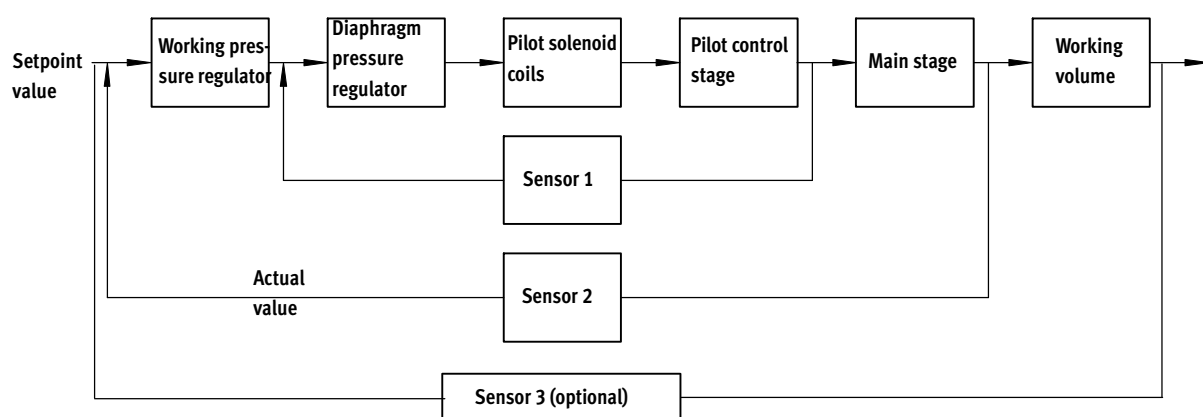 Setpoint
value
Working pres-
sure regulator
Diaphragm
pressure
regulator
Pilot solenoid
coils
Pilot control
stage
Main stage
Working
volume
Sensor 1
Actual
value
Sensor 2
Sensor 3 (optional)